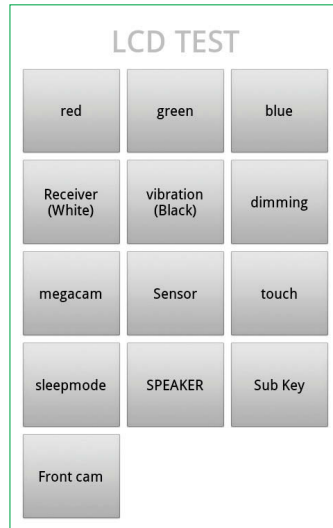 LCD TEST
red
green
blue
Receiver
(White)
vibration
(Black)
dimming
megacam
Sensor
touch
sleepmode
SPEAKER
Sub Key
Front cam